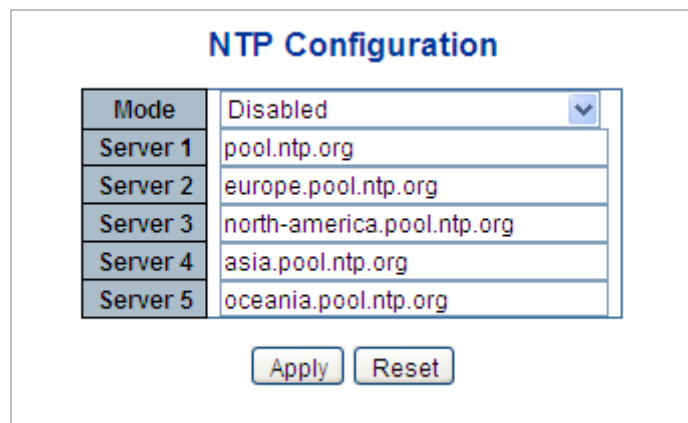 NTP Configuration
Mode Disabled
Server 1 pool.ntp.org
Server 2 europe.pool.ntp.org
Server 3 north-america.pool.ntp.org
Server 4 asia.pool.ntp.org
Server 5 oceania.pool.ntp.org
Apply Reset